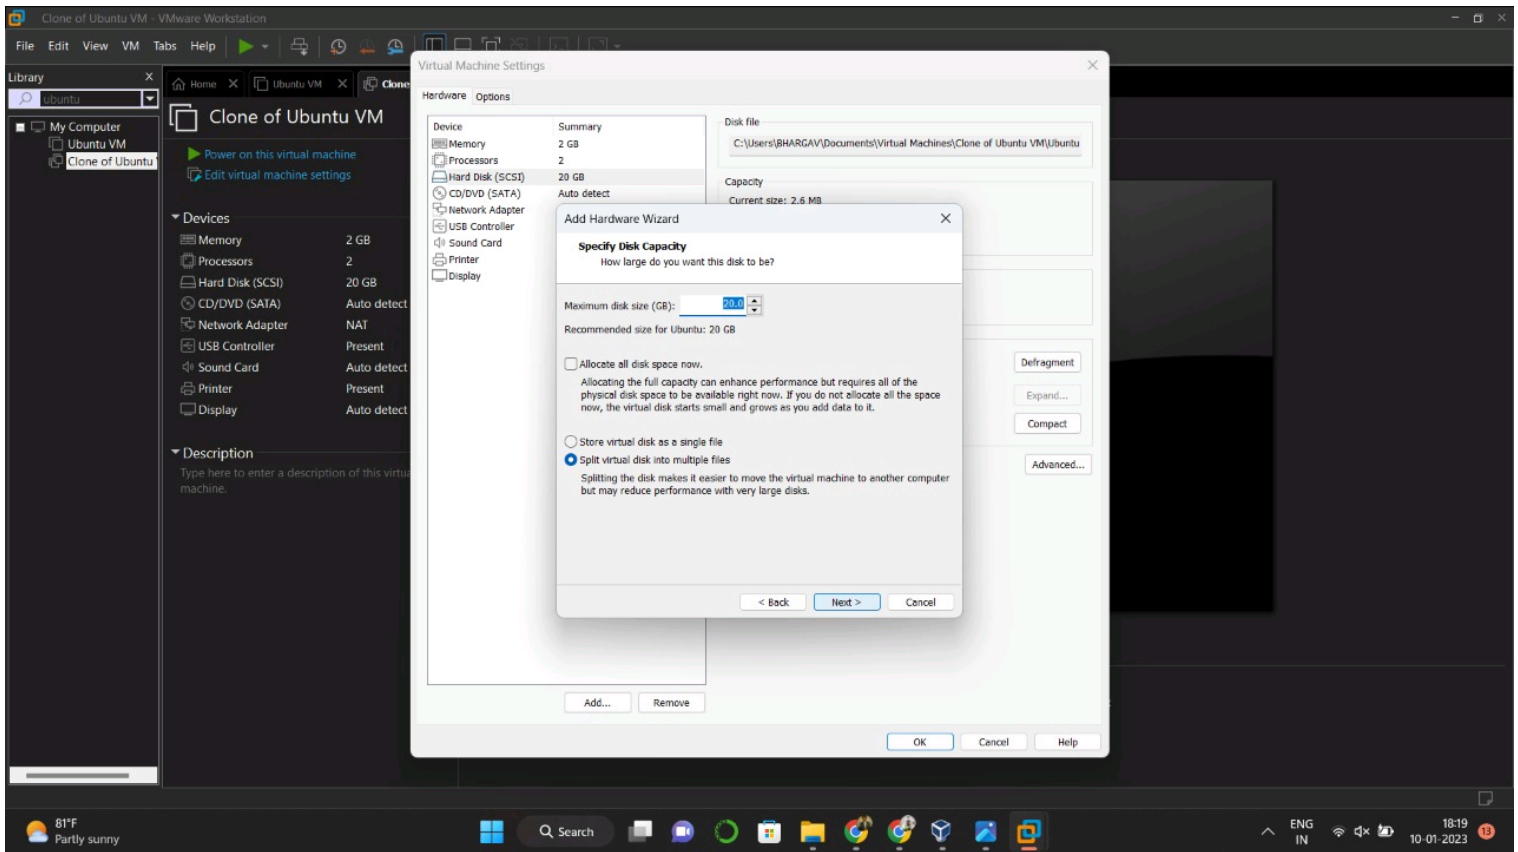 Clone of Ubuntu VM - VMware Workstation
File Edit View VM Tabs Help
Library X
ubuntu
My Computer
Ubuntu VM
Clone of Ubuntu
Home X Ubuntu VM X Clone
Clone of Ubuntu VM
Power on this virtual machine
Edit virtual machine settings
Devices
Memory 2 GB
Processors 2
Hard Disk (SCSI) 20 GB
CD/DVD (SATA) Auto detect
Network Adapter NAT
USB Controller Present
Sound Card Auto detect
Printer Present
Display Auto detect
Description
Type here to enter a description of this virtua
machine.
Virtual Machine Settings
Hardware Options
Device Summary
Memory 2 GB
Processors 2
Hard Disk (SCSI) 20 GB
CD/DVD (SATA) Auto detect
Network Adapter
USB Controller
Sound Card
Printer
Display
Disk file
C:\Users\BHARGAV\Documents\Virtual Machines\Clone of Ubuntu VM\Ubuntu
Capacity
Current size: 2.6 MB
Defragment
Expand...
Compact
Advanced...
Add Hardware Wizard
Specify Disk Capacity
How large do you want this disk to be?
Maximum disk size (GB): 20.0
Recommended size for Ubuntu: 20 GB
Allocate all disk space now.
Allocating the full capacity can enhance performance but requires all of the
physical disk space to be available right now. If you do not allocate all the space
now, the virtual disk starts small and grows as you add data to it.
Store virtual disk as a single file
Split virtual disk into multiple files
Splitting the disk makes it easier to move the virtual machine to another computer
but may reduce performance with very large disks.
< Back Next > Cancel
Add... Remove
OK Cancel Help
81°F
Partly sunny
Search
ENG
IN
18:19
10-01-2023
13